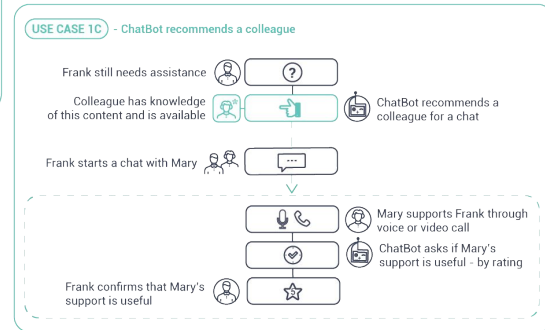 USE CASE 1C - ChatBot recommends a colleague
Frank still needs assistance
?
Colleague has knowledge
of this content and is available
ChatBot recommends a
colleague for a chat
Frank starts a chat with Mary
Mary supports Frank through
voice or video call
ChatBot asks if Mary's
support is useful - by rating
Frank confirms that Mary's
support is useful